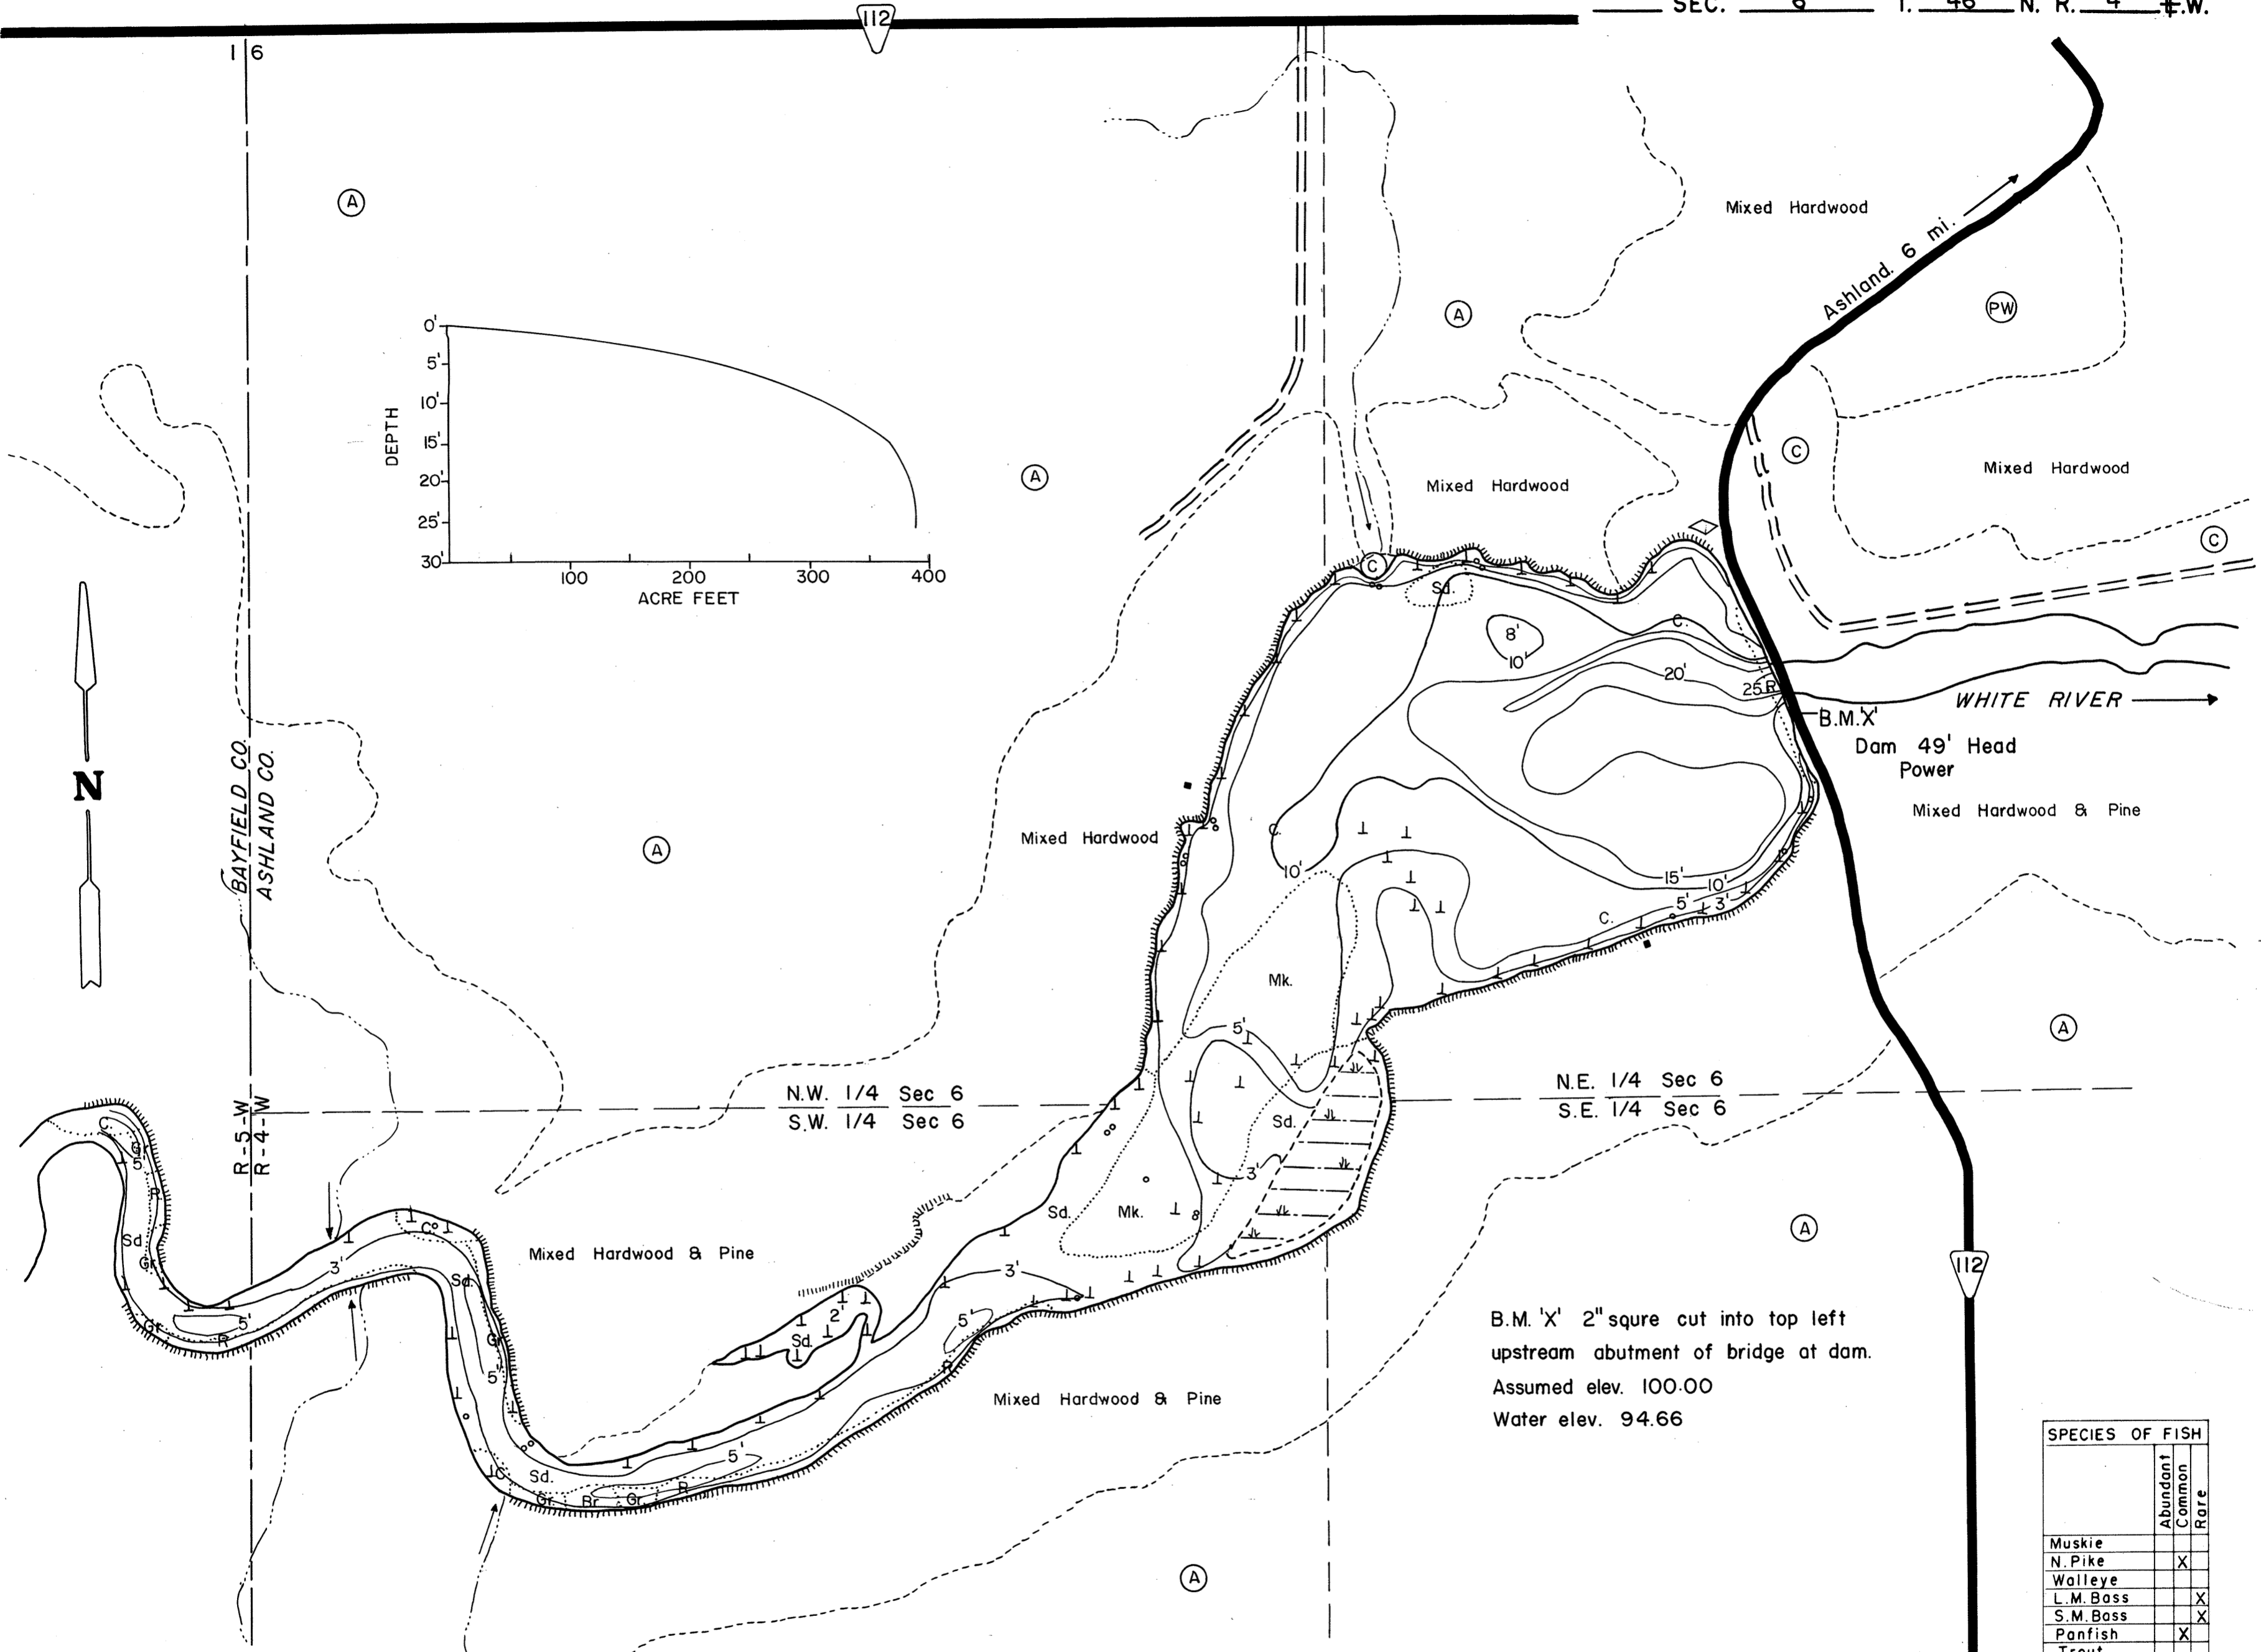 SEC. 6 T. 46 N. R. 4 E.W.
112
1 6
A
Mixed Hardwood
Ashland. 6 mi.
A
PW
0'
5'
10'
15'
20'
25'
30'
DEPTH
100 200 300 400
ACRE FEET
A
Mixed Hardwood
C
Mixed Hardwood
C
C
Sd.
8'
10'
C.
20'
25 R
WHITE RIVER
B.M.'X'
Dam 49' Head
Power
Mixed Hardwood & Pine
N
BAYFIELD CO.
ASHLAND CO.
A
Mixed Hardwood
C.
10'
15'
10'
5'
3'
C.
Mk.
5'
A
N.W. 1/4 Sec 6
S.W. 1/4 Sec 6
N.E. 1/4 Sec 6
S.E. 1/4 Sec 6
R-5-W
R-4-W
C.
5'
R
Sd.
Gr.
Gr.
5'
R
3'
C
Sd.
Gr.
5'
Mixed Hardwood & Pine
Sd.
Mk.
Sd.
3'
8
A
3'
5'
R
2'
Sd.
112
Mixed Hardwood & Pine
B.M. 'X' 2" squre cut into top left
upstream abutment of bridge at dam.
Assumed elev. 100.00
Water elev. 94.66
C
Sd.
Gr.
Br.
Gr.
R
5'
A
SPECIES OF FISH
Abundant
Common
Rare
Muskie
N. Pike X
Walleye
L.M. Bass X
S.M. Bass X
Panfish X
Trout